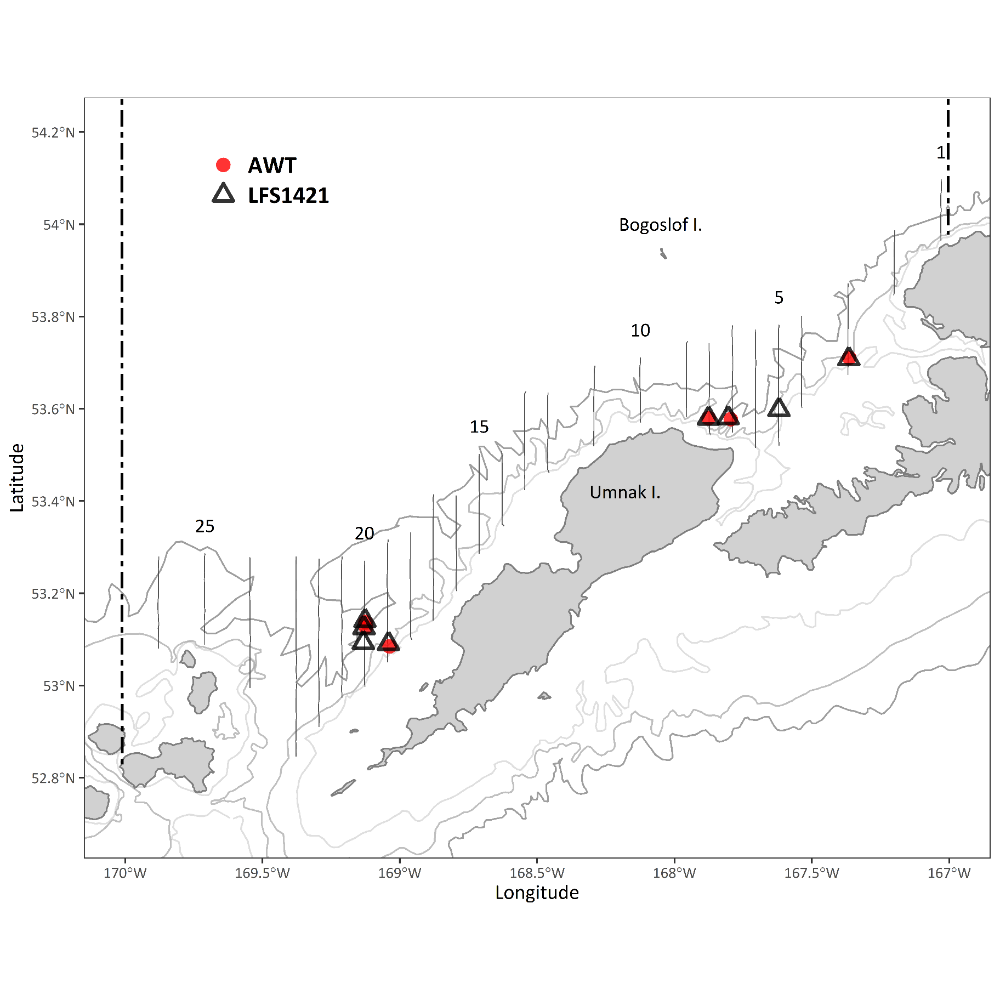 54.2°N
54°N
53.8°N
53.6°N
53.4°N
53.2°N
53°N
52.8°N
Latitude
AWT
LFS1421
1
Bogoslof I.
5
10
15
Umnak I.
20
25
170°W
169.5°W
169°W
168.5°W
168°W
167.5°W
167°W
Longitude